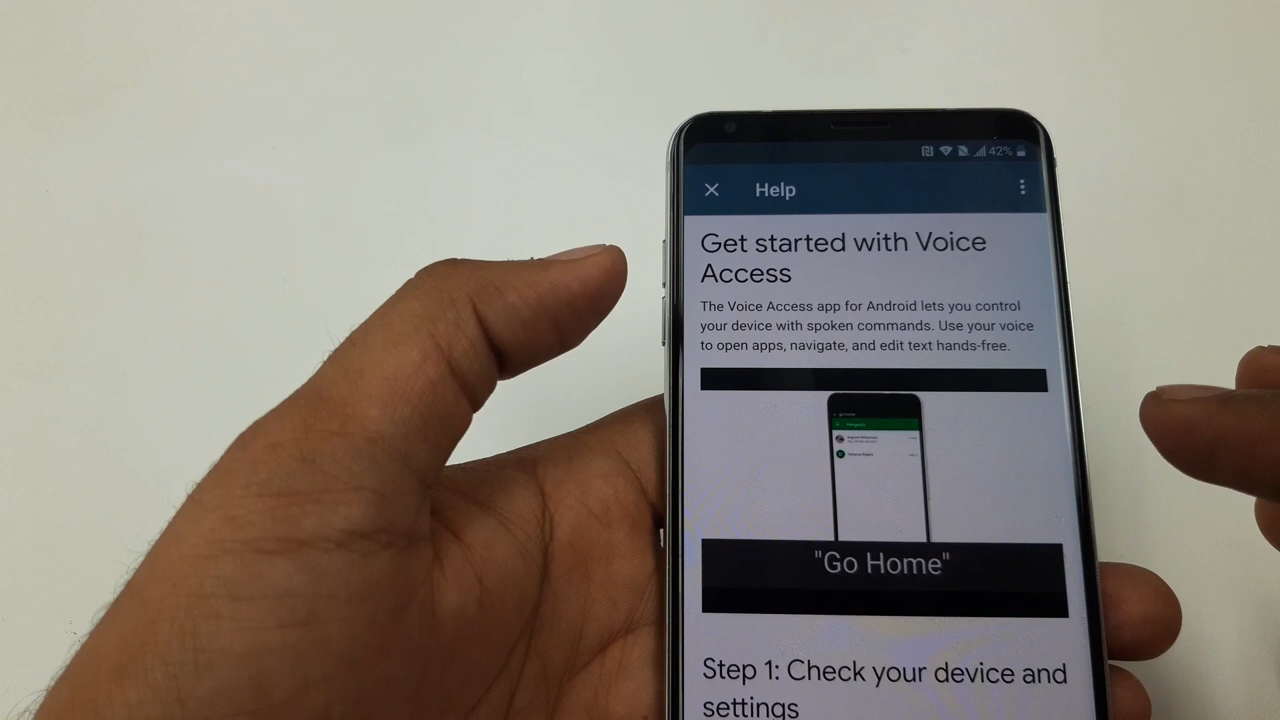 42%
Help
Get started with Voice
Access
The Voice Access app for Android lets you control
your device with spoken commands. Use your voice
to open apps, navigate, and edit text hands-free.
"Go Home"
Step 1: Check your device and
settings